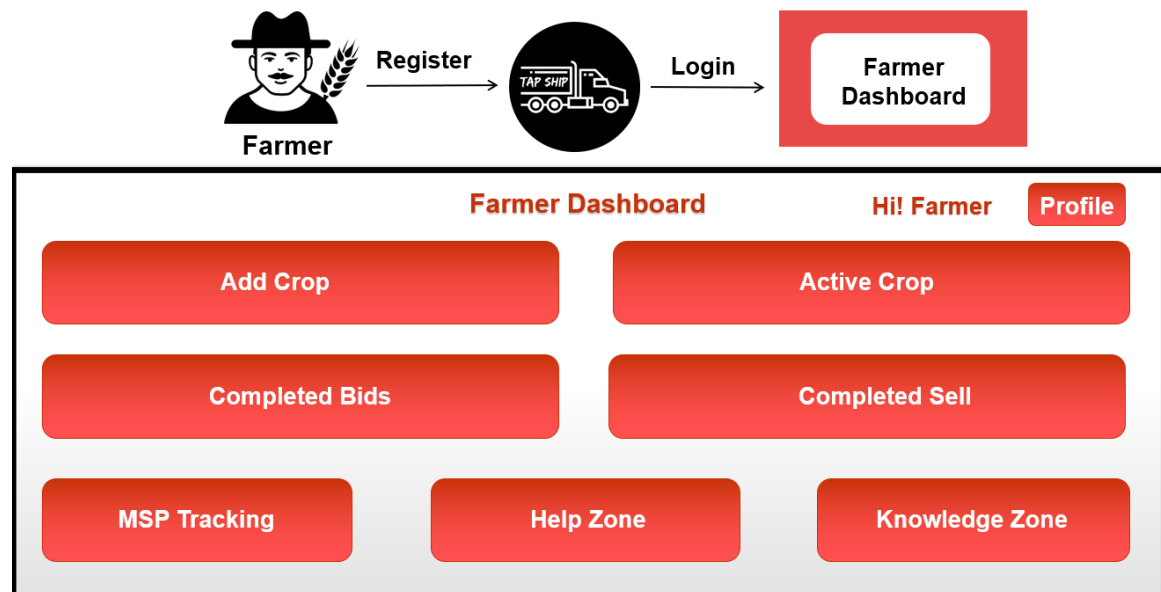 Register
TAP SHIP
Login
Farmer
Dashboard
Farmer
Farmer Dashboard
Hi! Farmer
Profile
Add Crop
Active Crop
Completed Bids
Completed Sell
MSP Tracking
Help Zone
Knowledge Zone